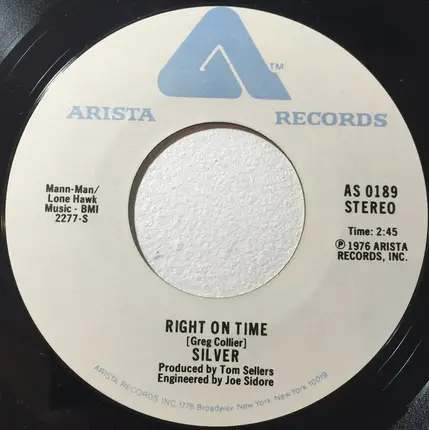 TM
ARISTA RECORDS
Mann-Man/
Lone Hawk
Music - BMI
2277-S
AS 0189
STEREO
Time: 2:45
Ⓟ 1976 ARISTA
RECORDS, INC.
RIGHT ON TIME
[Greg Collier]
SILVER
Produced by Tom Sellers
Engineered by Joe Sidore
ARISTA RECORDS INC. 1776 Broadway, New York, New York 10019